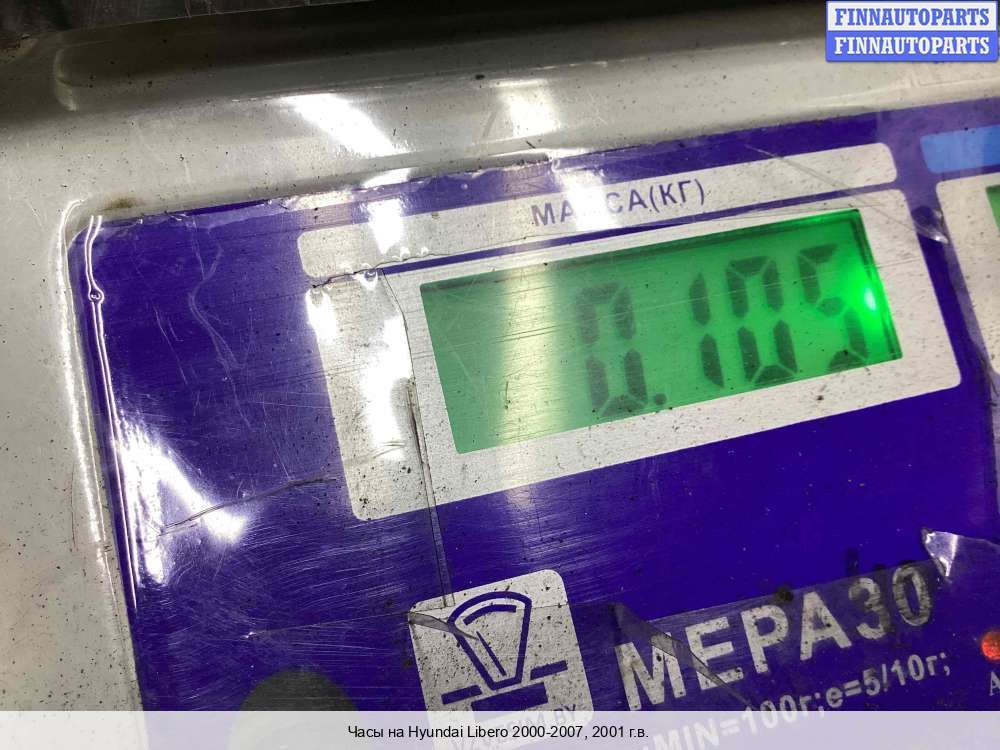 FINNAUTOPARTS
FINNAUTOPARTS
МАССА(КГ)
0.105
МЕРА30
MIN=100г;e=5/10г;
Часы на Hyundai Libero 2000-2007, 2001 г.в.